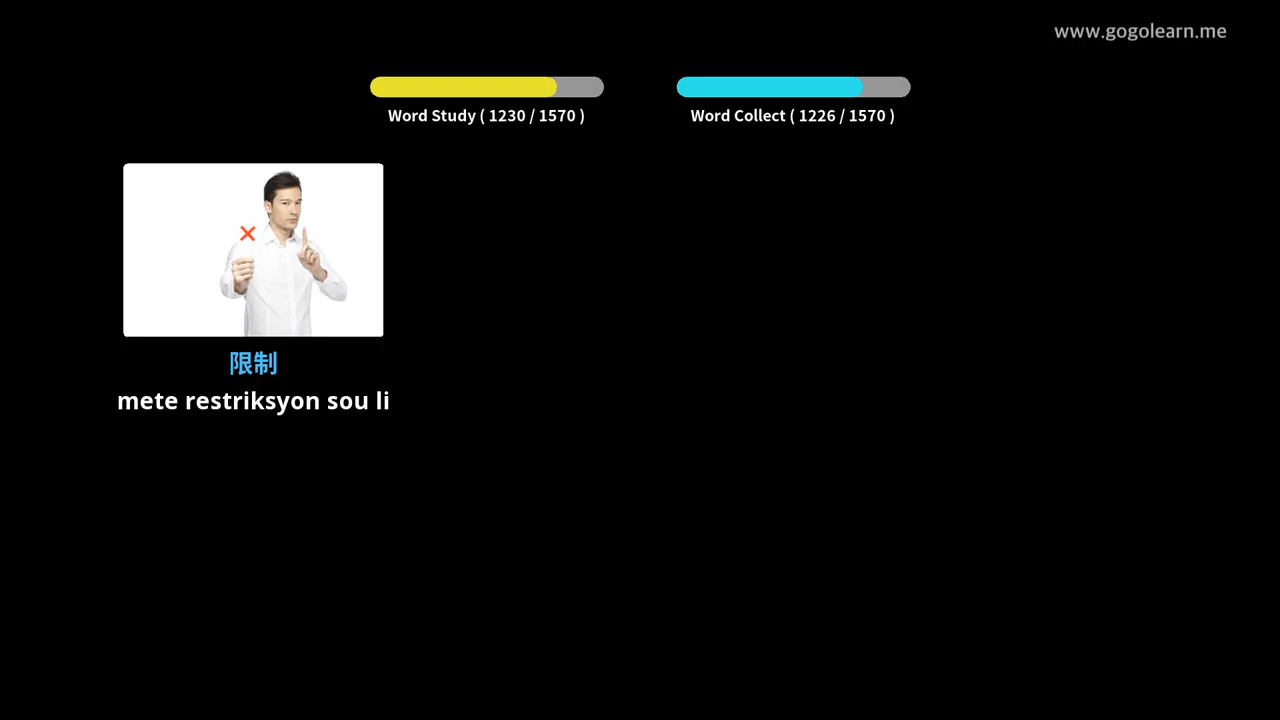 www.gogolearn.me
Word Study ( 1230 / 1570 )
Word Collect ( 1226 / 1570 )
限制
mete restriksyon sou li